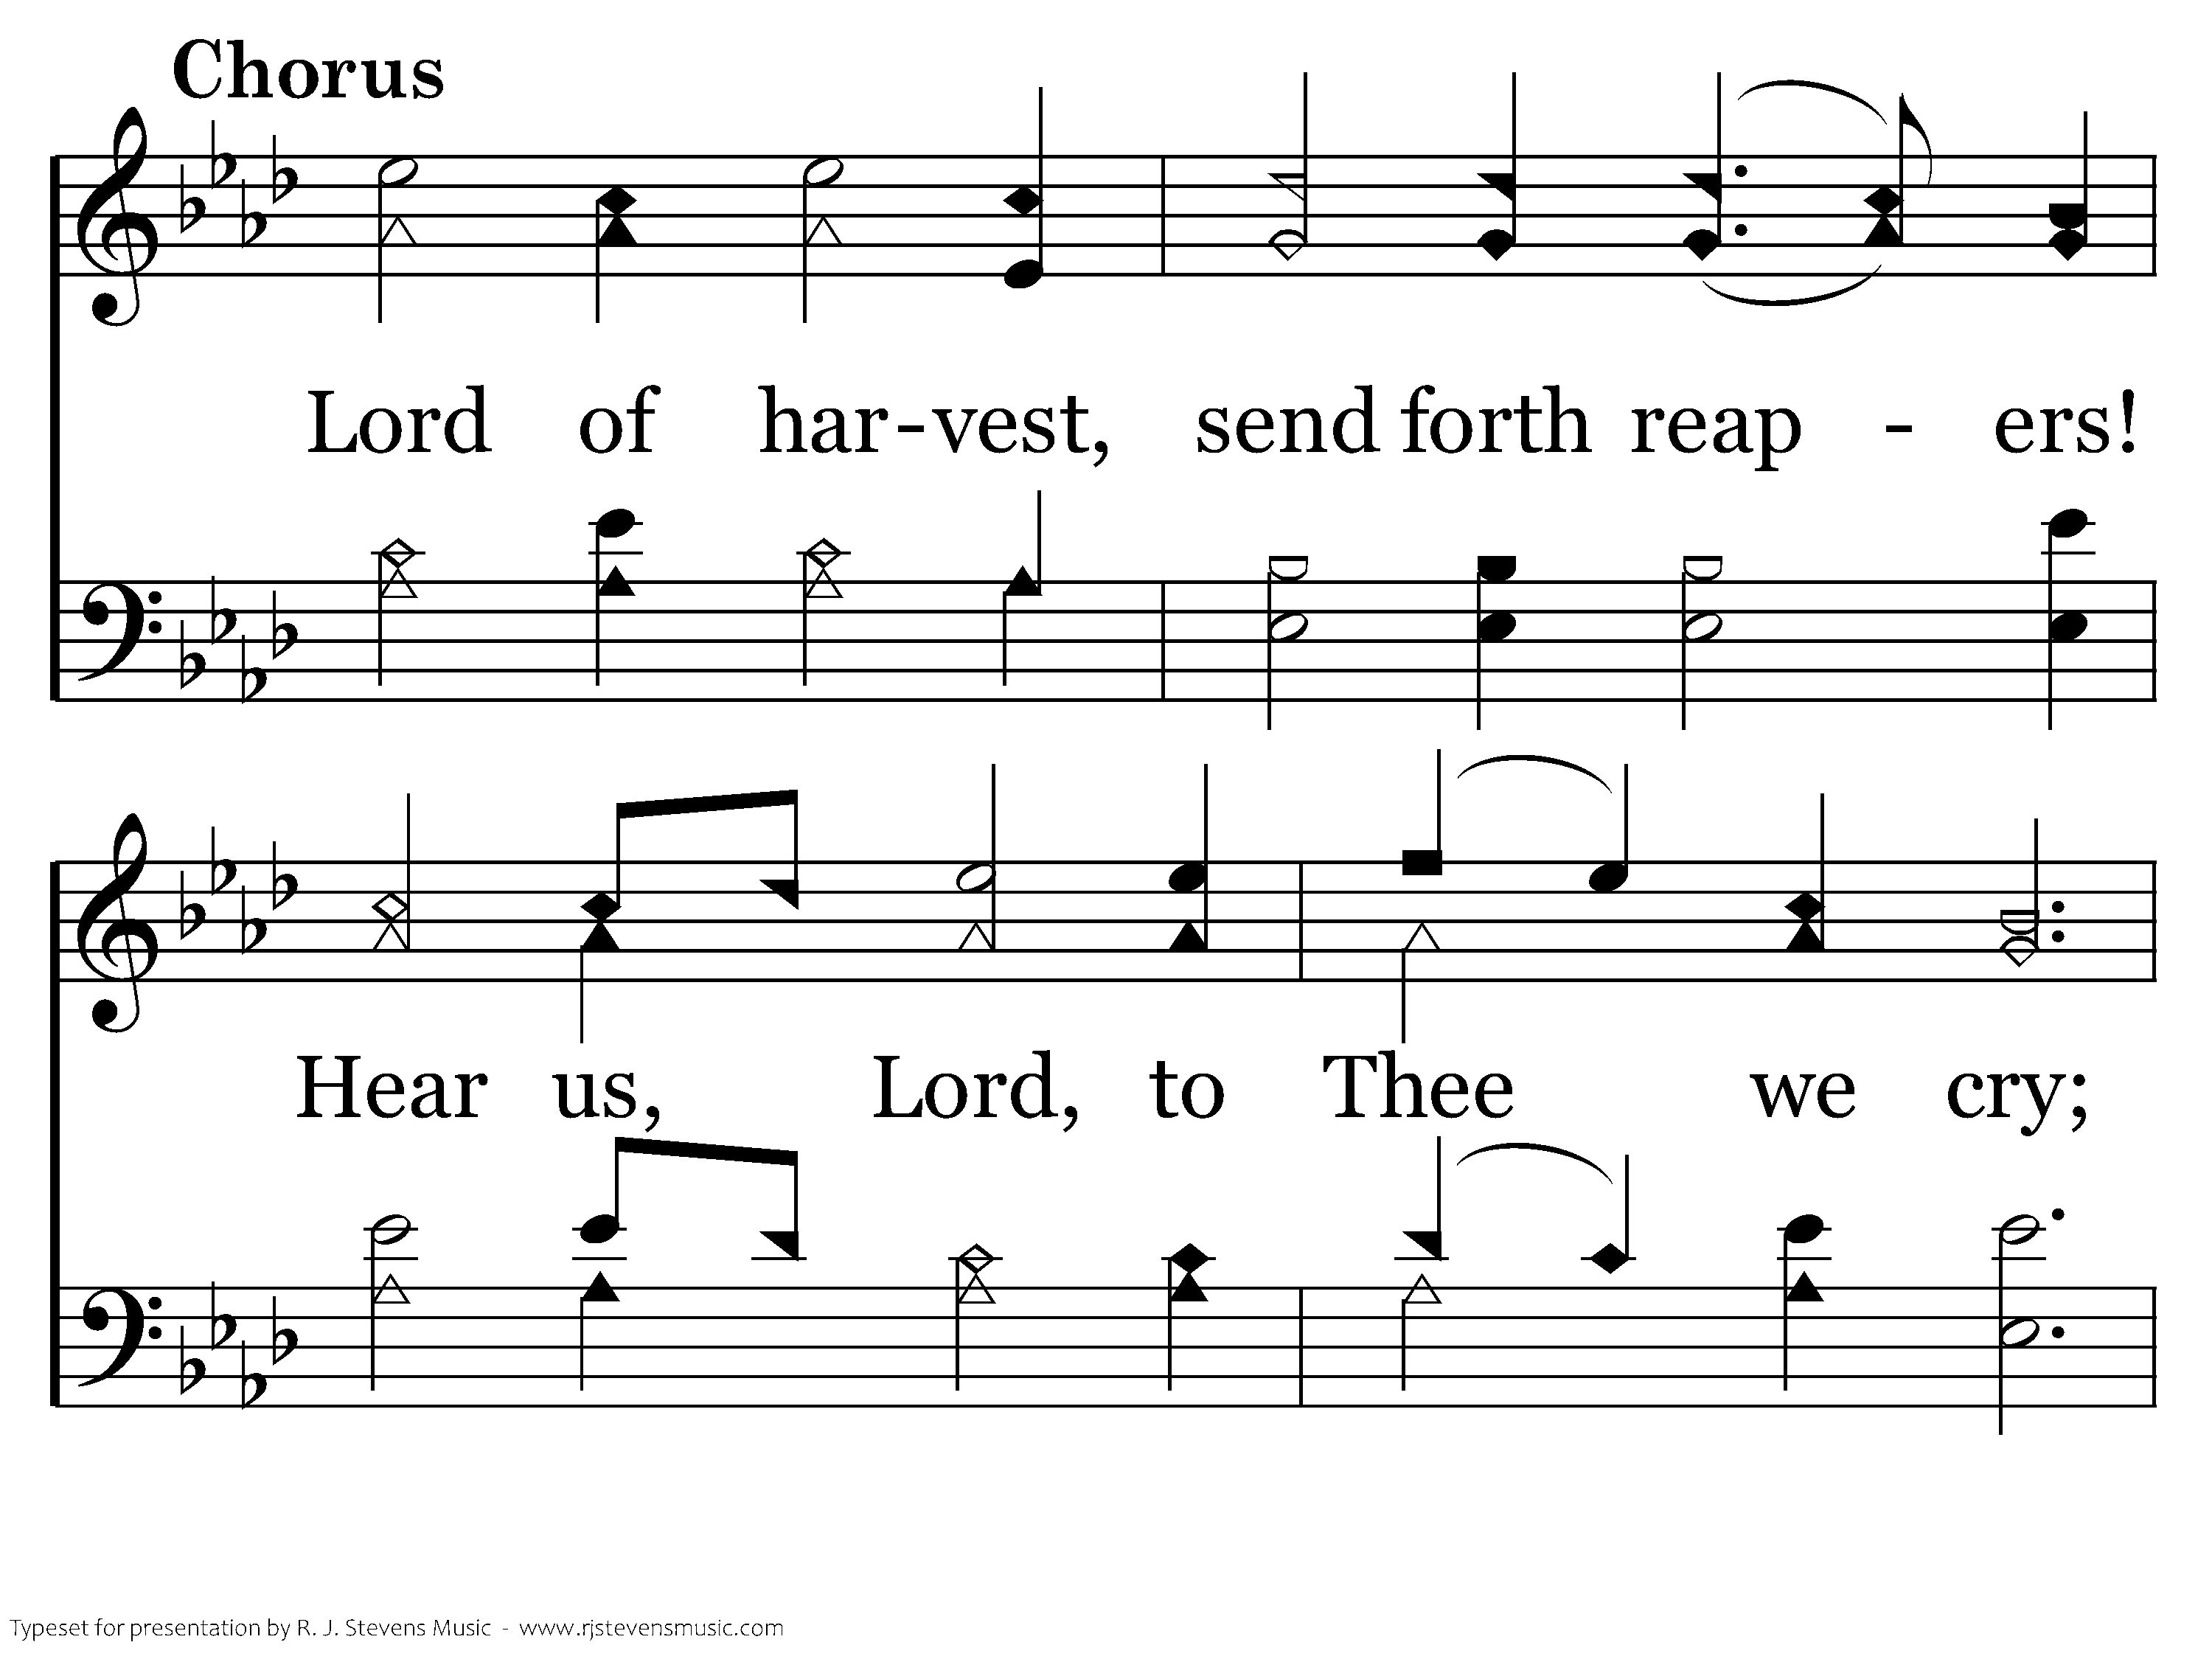 Chorus
Lord of har-vest, send forth reap - ers!
Hear us, Lord, to Thee we cry;
Typeset for presentation by R. J. Stevens Music - www.rjstevensmusic.com